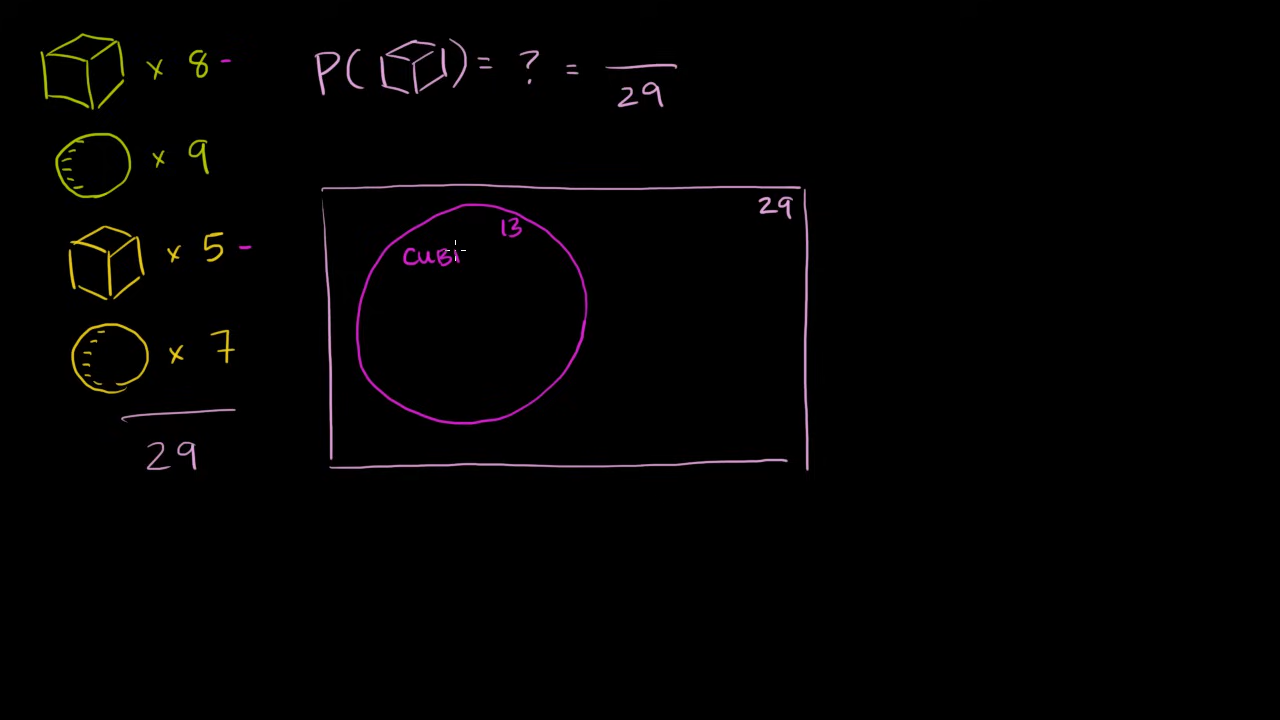 × 8 -
× 9
× 5 -
× 7
29
P( ) = ? = 
29
29
13
CUB